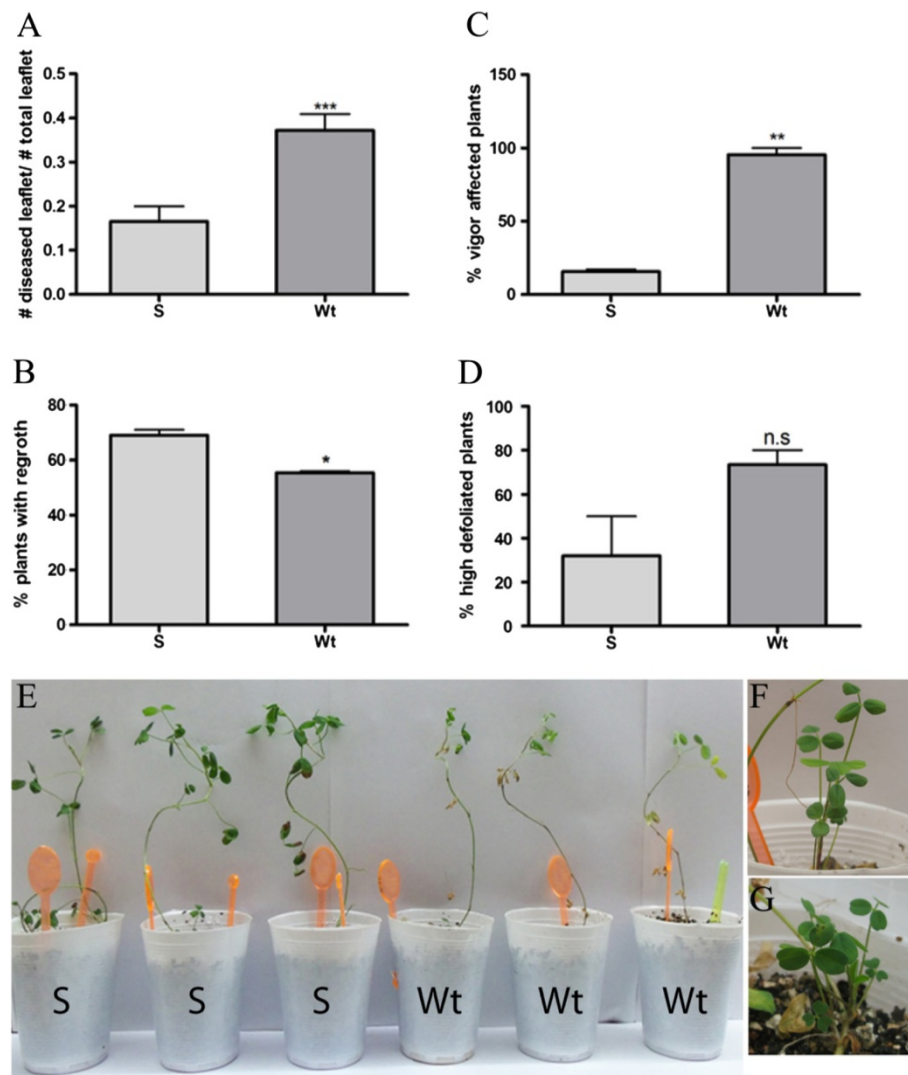 A
# diseased leaflet/ # total leaflet
0.5
0.4
0.3
0.2
0.1
0.0
***
S
Wt
C
% vigor affected plants
150
100
50
0
**
S
Wt
B
% plants with regroth
80
60
40
20
0
*
S
Wt
D
% high defoliated plants
100
80
60
40
20
0
n.s
S
Wt
E
S
S
S
Wt
Wt
Wt
F
G